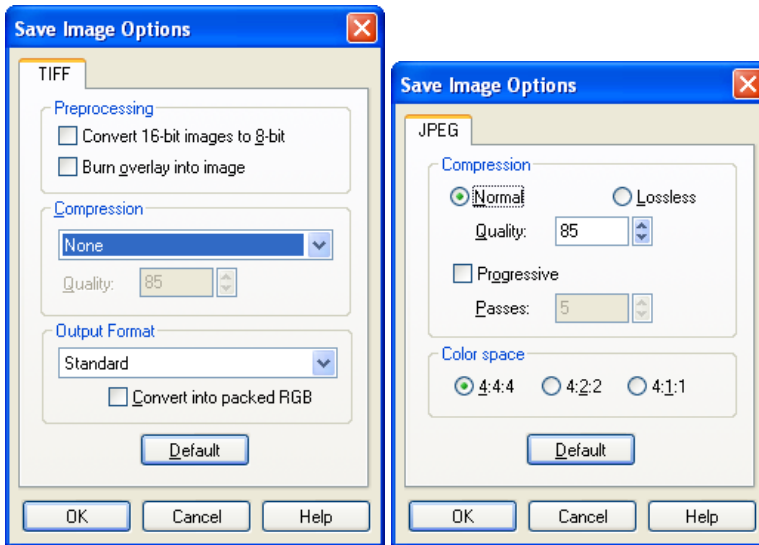 Save Image Options
TIFF
Preprocessing
Convert 16-bit images to 8-bit
Burn overlay into image
Compression
None
Quality: 85
Output Format
Standard
Convert into packed RGB
Default
OK Cancel Help
Save Image Options
JPEG
Compression
Normal Lossless
Quality: 85
Progressive
Passes: 5
Color space
4:4:4 4:2:2 4:1:1
Default
OK Cancel Help